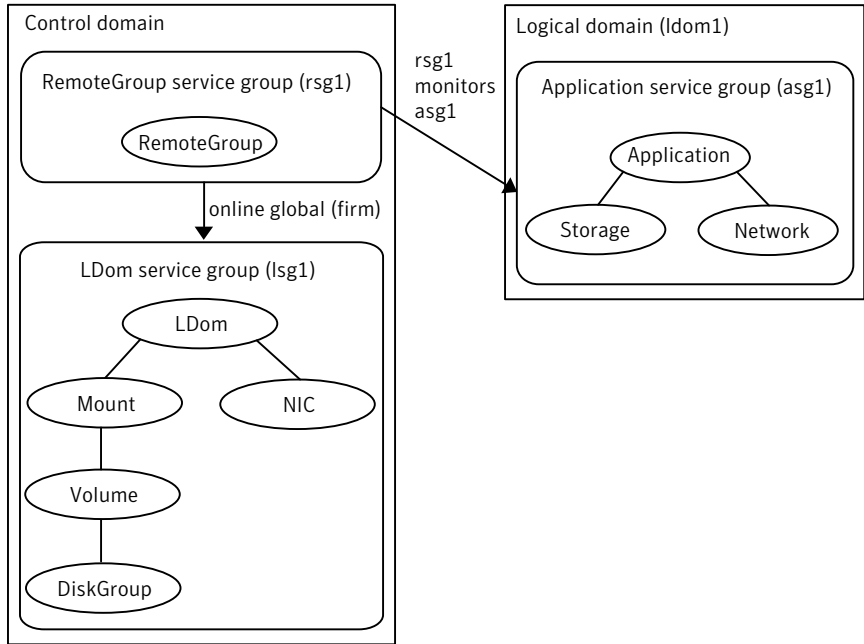 Control domain
RemoteGroup service group (rsg1)
RemoteGroup
online global (firm)
LDom service group (lsg1)
LDom
Mount
NIC
Volume
DiskGroup
rsg1
monitors
asg1
Logical domain (ldom1)
Application service group (asg1)
Application
Storage
Network